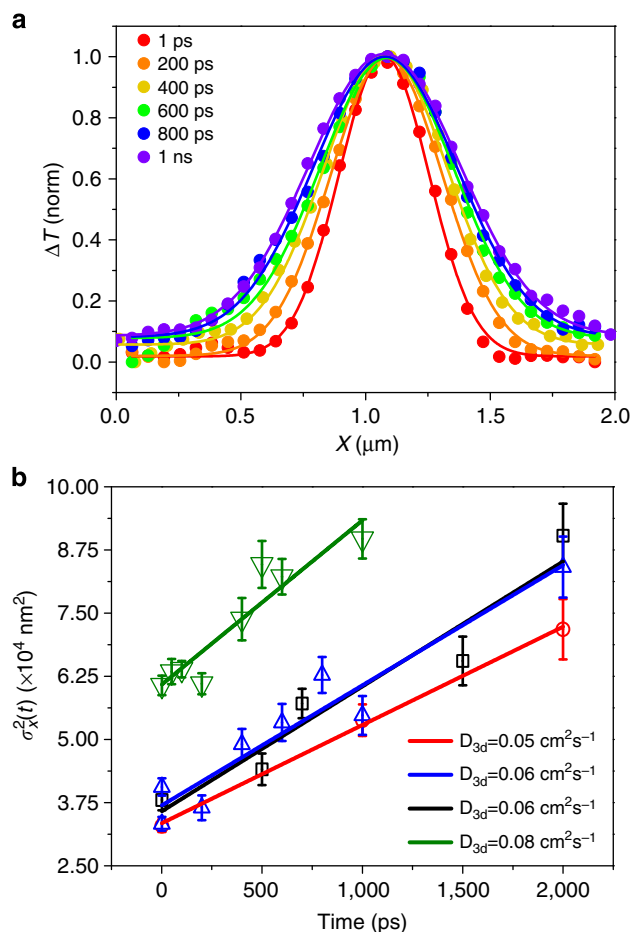 a
1 ps
200 ps
400 ps
600 ps
800 ps
1 ns
ΔT (norm)
1.0
0.8
0.6
0.4
0.2
0.0
0.0 0.5 1.0 1.5 2.0
X (μm)
b
σ²ₓ(t) (×10⁴ nm²)
10.00
8.75
7.50
6.25
5.00
3.75
2.50
D₃d=0.05 cm²s⁻¹
D₃d=0.06 cm²s⁻¹
D₃d=0.06 cm²s⁻¹
D₃d=0.08 cm²s⁻¹
0 500 1,000 1,500 2,000
Time (ps)